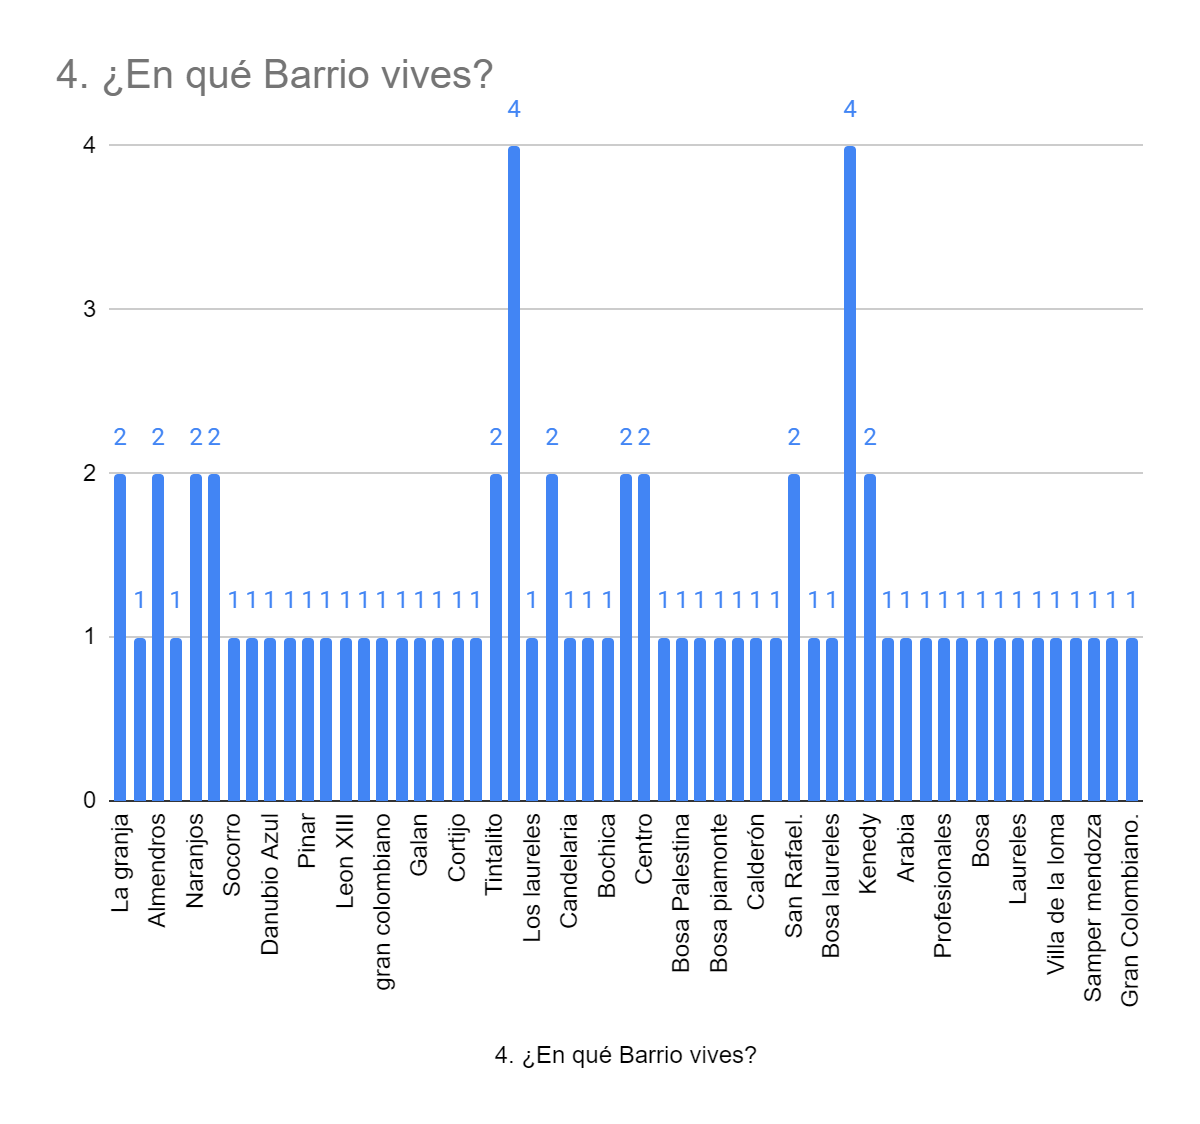 4. ¿En qué Barrio vives?
4
4
4
3
2
2
2
2
2
2
2
2
2
2
2
1
1
1 1 1 1 1 1 1 1 1 1 1 1 1 1
1
1 1 1
1 1 1 1 1 1 1
1 1
1 1 1 1 1 1 1 1 1 1 1 1 1 1
1
0
La granja
Almendros
Naranjos
Socorro
Danubio Azul
Pinar
Leon XIII
gran colombiano
Galan
Cortijo
Tintalito
Los laureles
Candelaria
Bochica
Centro
Bosa Palestina
Bosa piamonte
Calderón
San Rafael.
Bosa laureles
Kenedy
Arabia
Profesionales
Bosa
Laureles
Villa de la loma
Samper mendoza
Gran Colombiano.
4. ¿En qué Barrio vives?